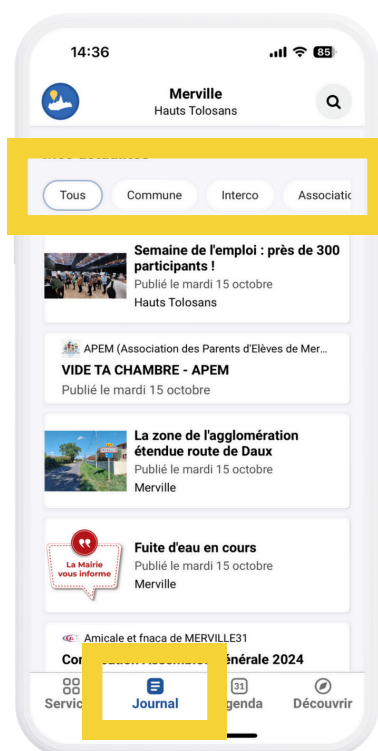 14:36
85
Merville
Hauts Tolosans
Tous
Commune
Interco
Associatio
Semaine de l'emploi : près de 300
participants !
Publié le mardi 15 octobre
Hauts Tolosans
APEM (Association des Parents d'Elèves de Mer...
VIDE TA CHAMBRE - APEM
Publié le mardi 15 octobre
La zone de l'agglomération
étendue route de Daux
Publié le mardi 15 octobre
Merville
La Mairie
vous informe
Fuite d'eau en cours
Publié le mardi 15 octobre
Merville
Amicale et fnaca de MERVILLE31
2024
31
Journal
Découvrir